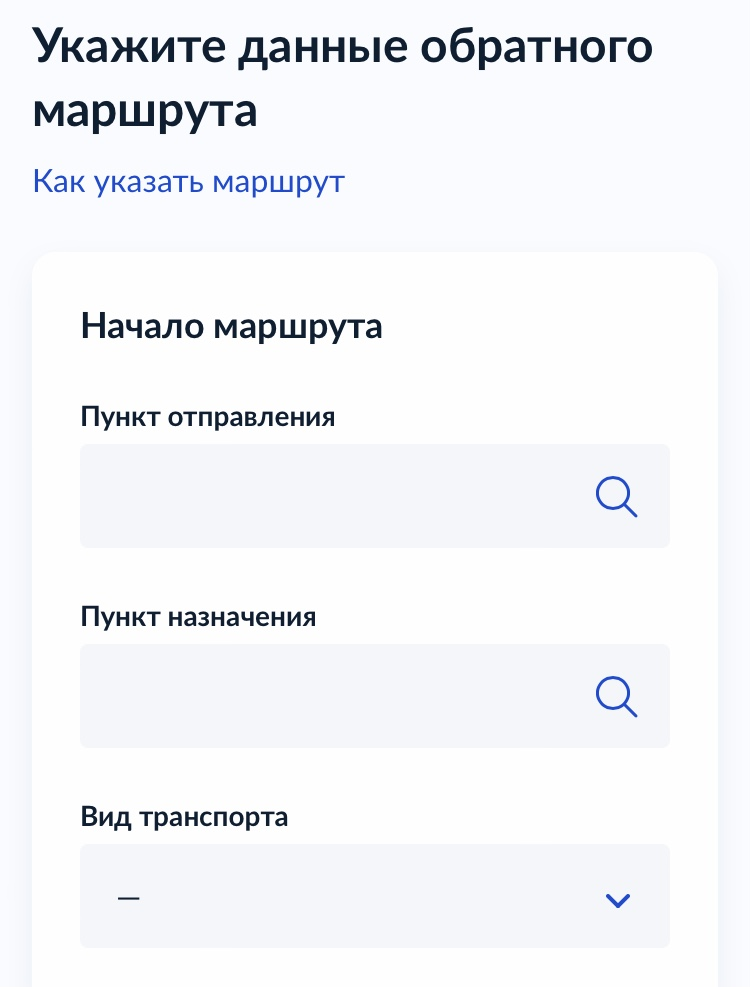 Укажите данные обратного
маршрута
Как указать маршрут
Начало маршрута
Пункт отправления
Пункт назначения
Вид транспорта
—